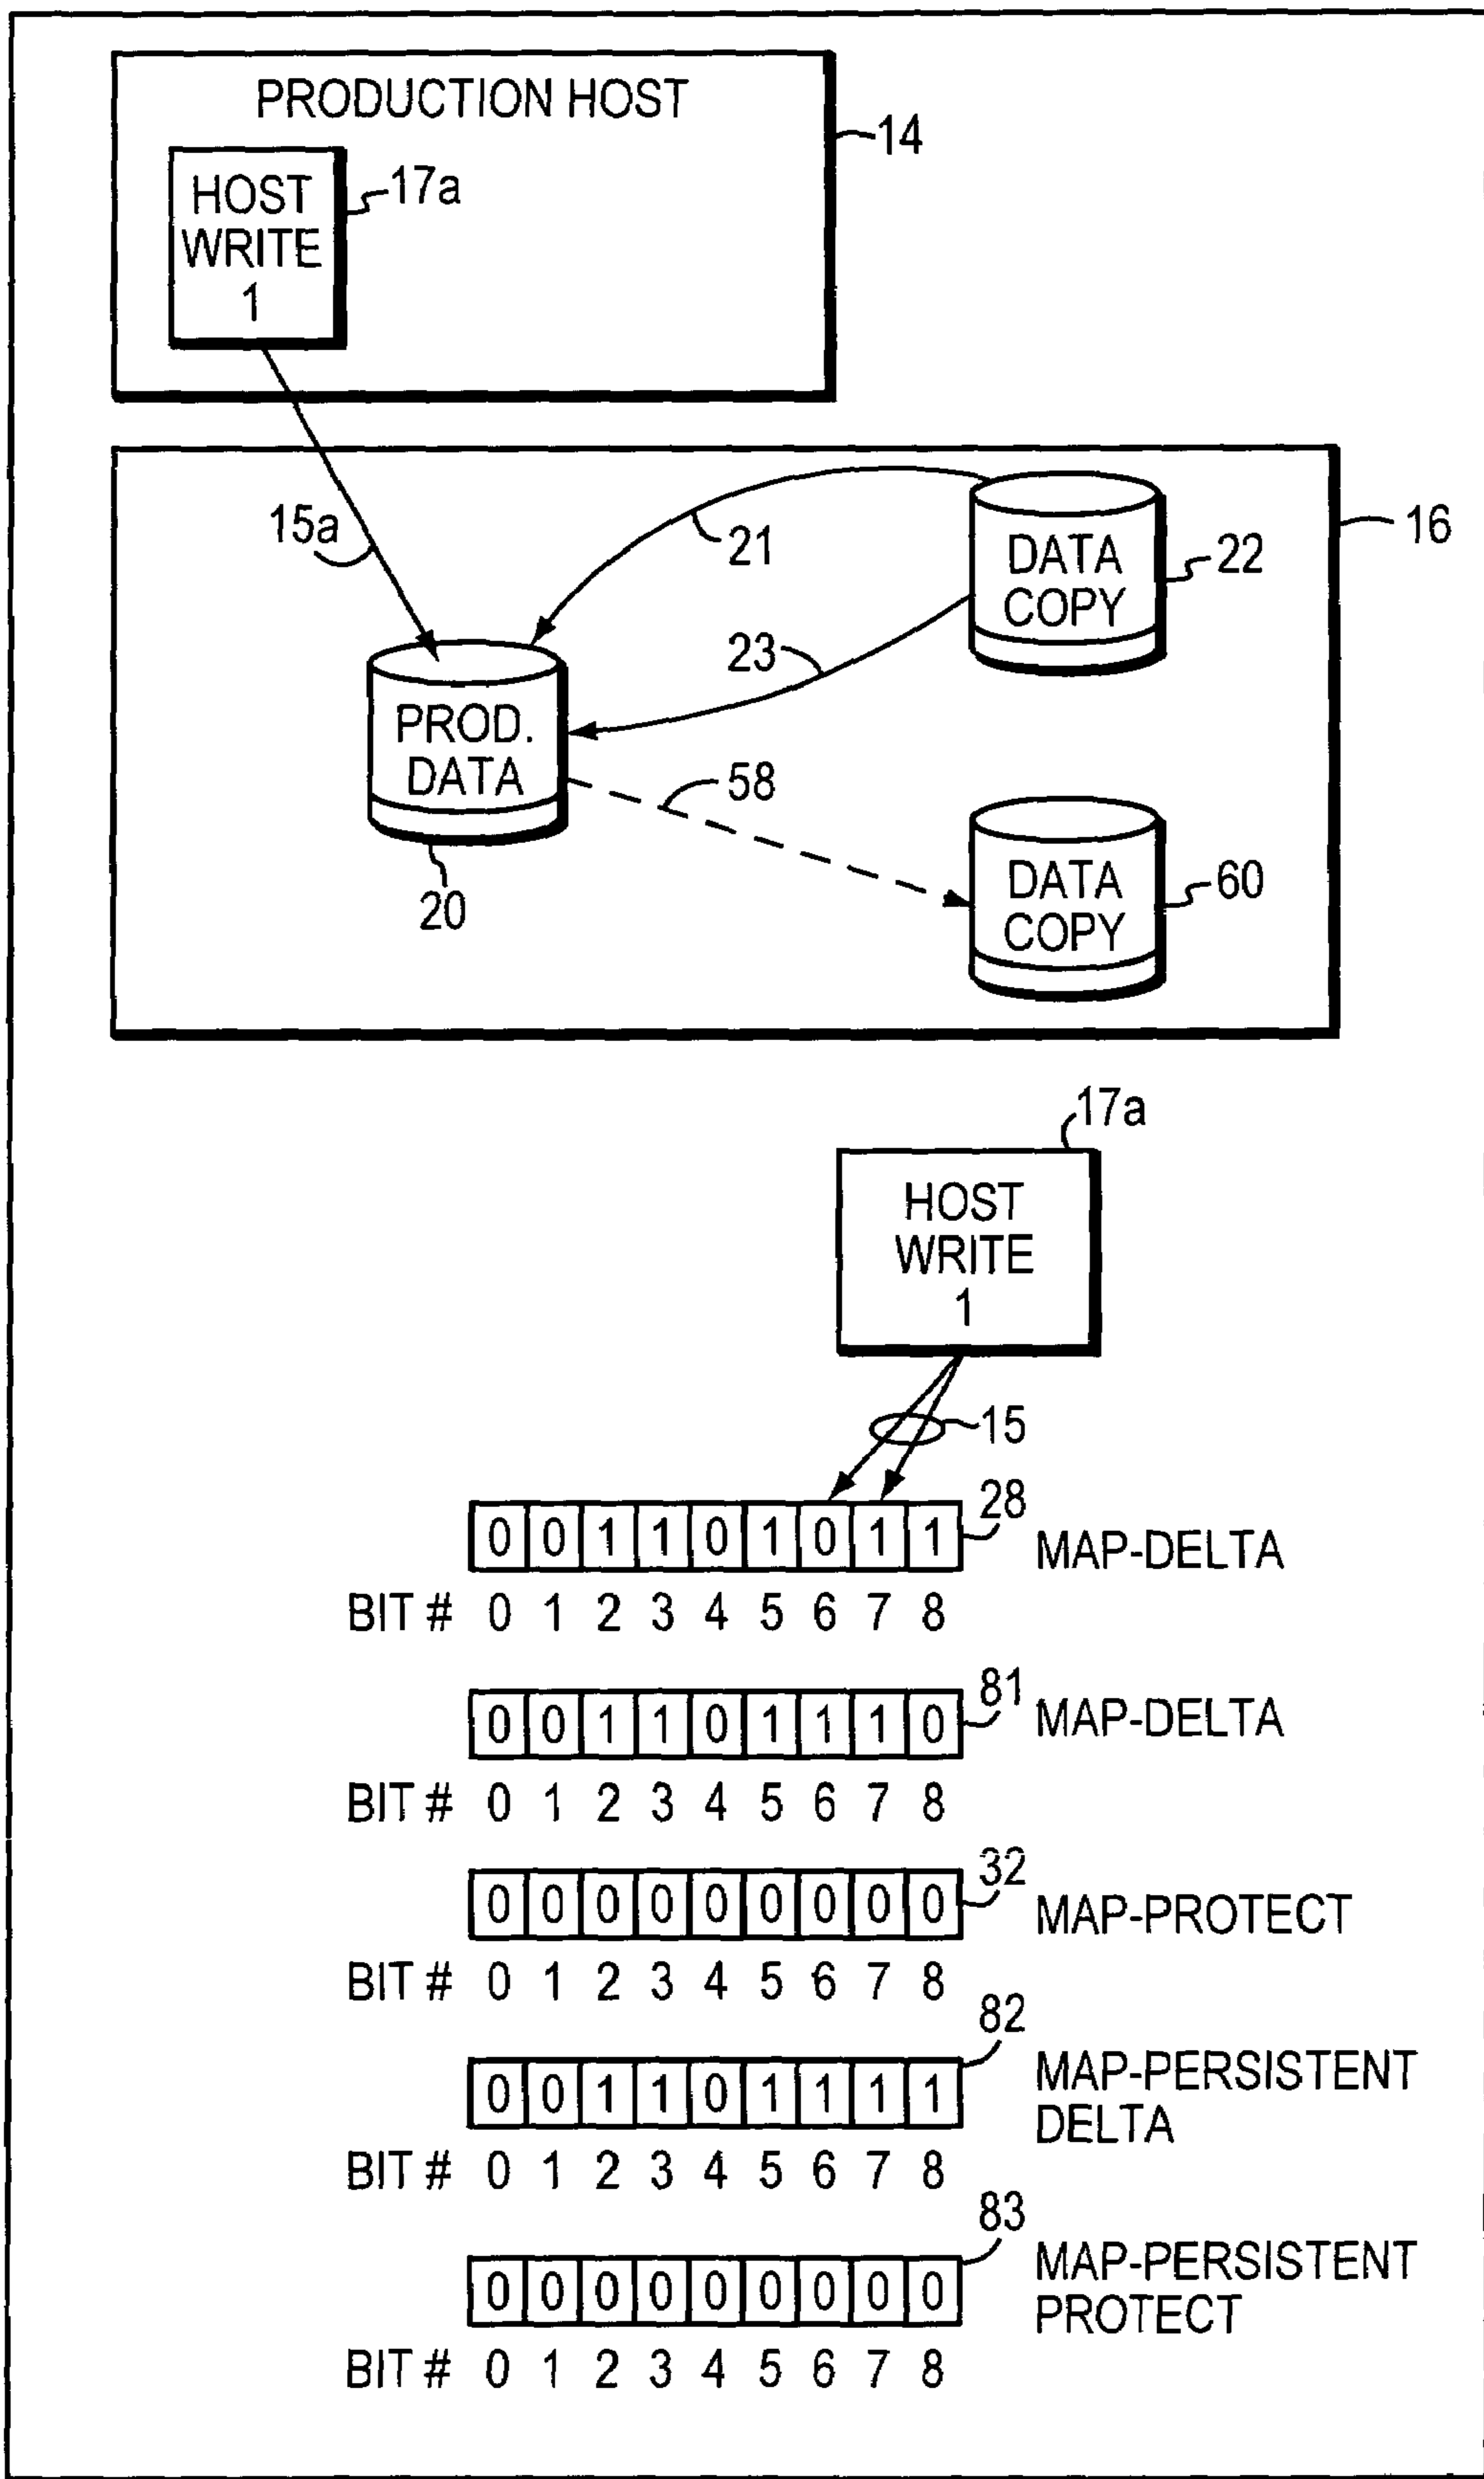 PRODUCTION HOST
14
HOST
WRITE
1
17a
15a
21
DATA
COPY
22
16
23
PROD.
DATA
20
58
DATA
COPY
60
17a
HOST
WRITE
1
15
28
0 0 1 1 0 1 0 1 1
MAP-DELTA
BIT # 0 1 2 3 4 5 6 7 8
81
0 0 1 1 0 1 1 1 0
MAP-DELTA
BIT # 0 1 2 3 4 5 6 7 8
32
0 0 0 0 0 0 0 0 0
MAP-PROTECT
BIT # 0 1 2 3 4 5 6 7 8
82
0 0 1 1 0 1 1 1 1
MAP-PERSISTENT
DELTA
BIT # 0 1 2 3 4 5 6 7 8
83
0 0 0 0 0 0 0 0 0
MAP-PERSISTENT
PROTECT
BIT # 0 1 2 3 4 5 6 7 8